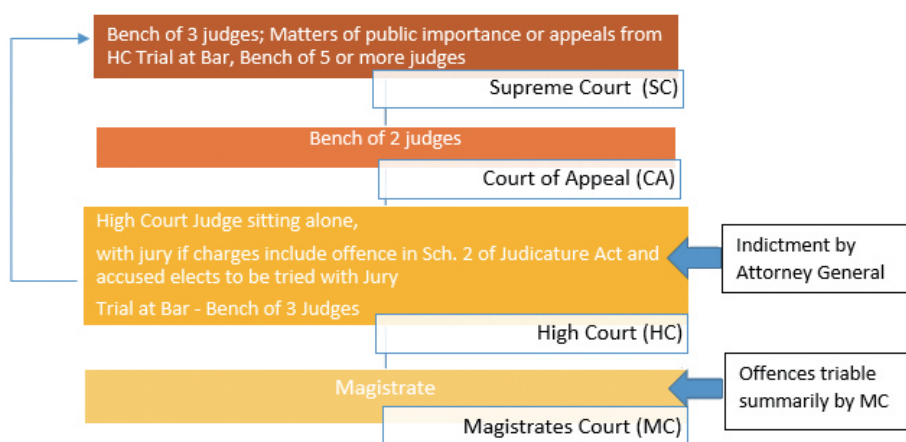 Bench of 3 judges; Matters of public importance or appeals from
HC Trial at Bar, Bench of 5 or more judges
Supreme Court (SC)
Bench of 2 judges
Court of Appeal (CA)
High Court Judge sitting alone,
with jury if charges include offence in Sch. 2 of Judicature Act and
accused elects to be tried with Jury
Trial at Bar - Bench of 3 Judges
High Court (HC)
Indictment by
Attorney General
Magistrate
Magistrates Court (MC)
Offences triable
summarily by MC